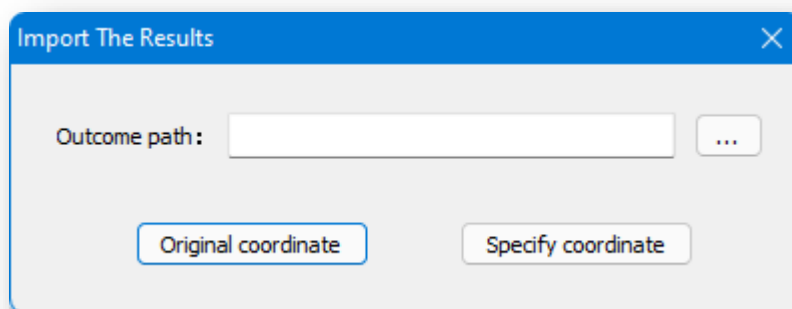 Import The Results
Outcome path:
...
Original coordinate
Specify coordinate